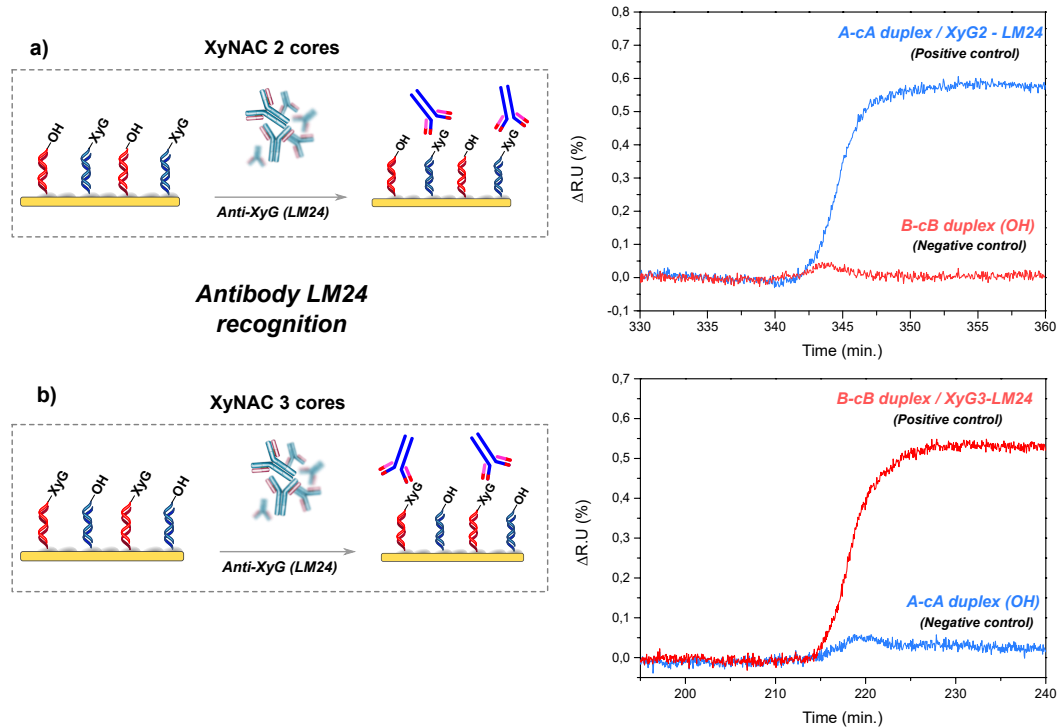 a)
XyNAC 2 cores
OH
XyG
OH
XyG
Anti-XyG (LM24)
OH
XyG
OH
XyG
0,8
0,7
0,6
0,5
0,4
0,3
0,2
0,1
0,0
-0,1
ΔR.U (%)
A-cA duplex / XyG2 - LM24
(Positive control)
B-cB duplex (OH)
(Negative control)
330 335 340 345 350 355 360
Time (min.)
Antibody LM24
recognition
b)
XyNAC 3 cores
XyG
OH
XyG
OH
Anti-XyG (LM24)
XyG
OH
XyG
OH
0,7
0,6
0,5
0,4
0,3
0,2
0,1
0,0
ΔR.U (%)
B-cB duplex / XyG3-LM24
(Positive control)
A-cA duplex (OH)
(Negative control)
200 210 220 230 240
Time (min.)